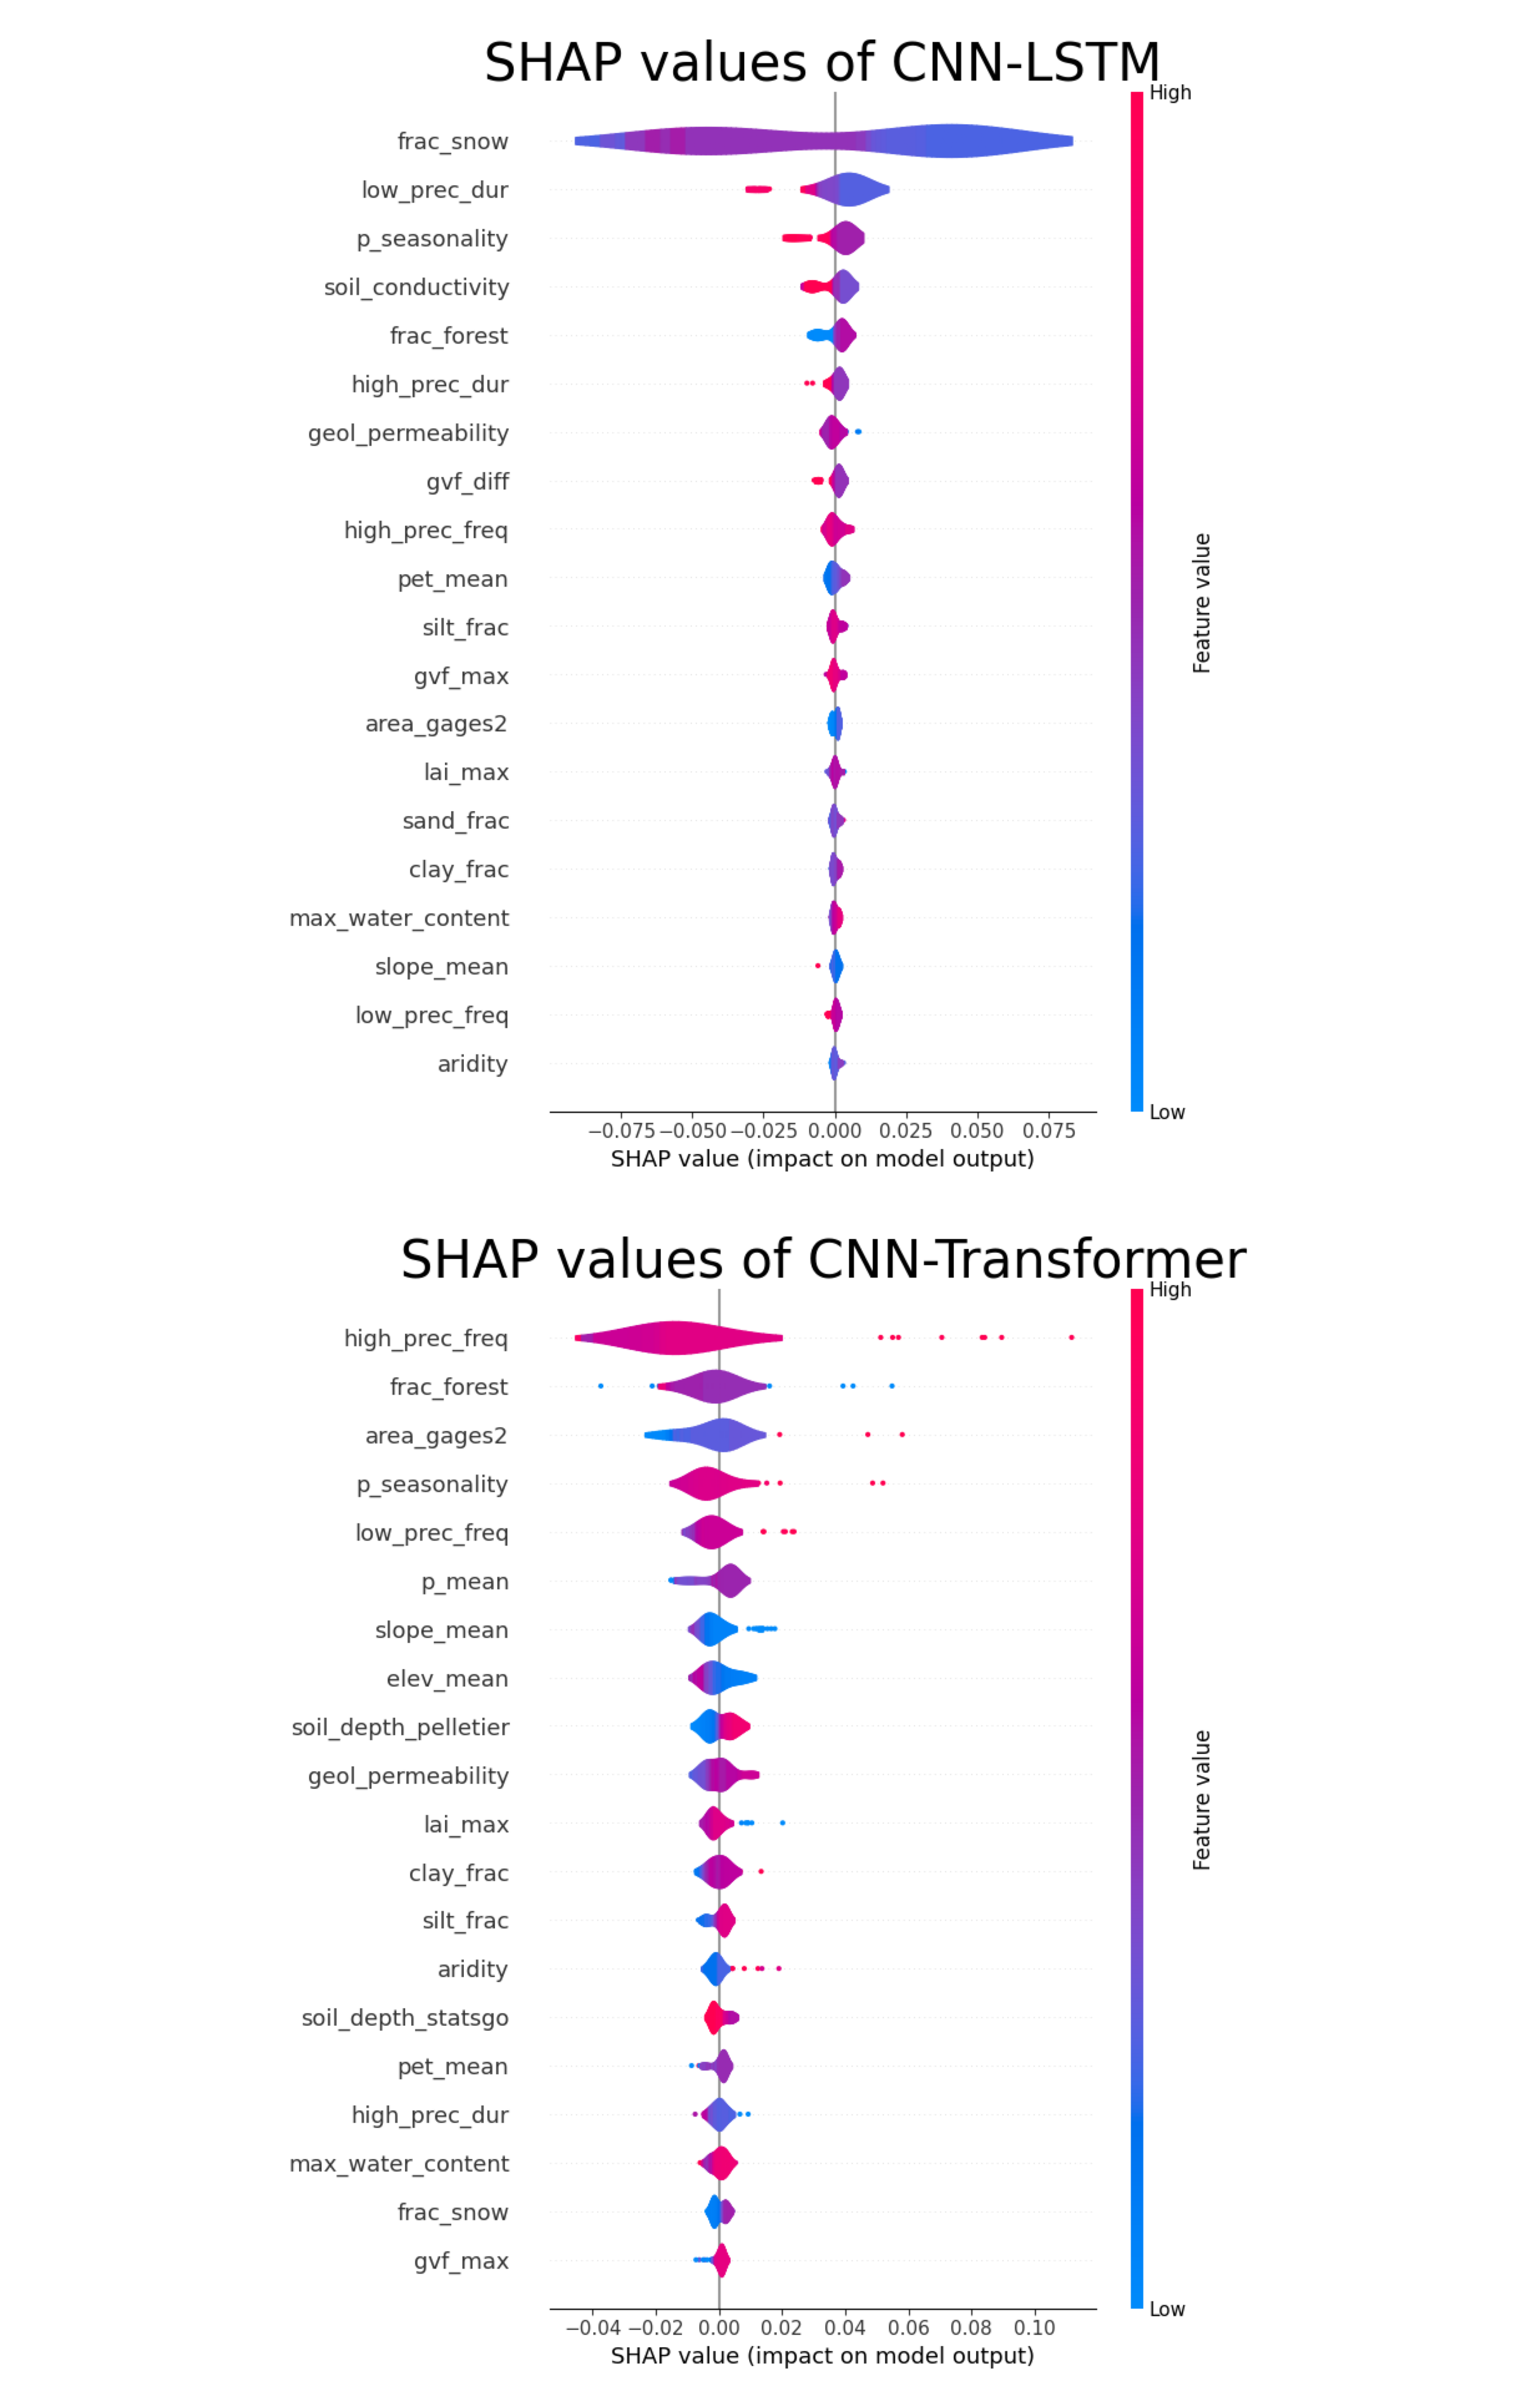 SHAP values of CNN-LSTM
High
frac_snow
low_prec_dur
p_seasonality
soil_conductivity
frac_forest
high_prec_dur
geol_permeability
gvf_diff
high_prec_freq
pet_mean
silt_frac
gvf_max
area_gages2
lai_max
sand_frac
clay_frac
max_water_content
slope_mean
low_prec_freq
aridity
Feature value
Low
−0.075 −0.050 −0.025 0.000 0.025 0.050 0.075
SHAP value (impact on model output)
SHAP values of CNN-Transformer
High
high_prec_freq
frac_forest
area_gages2
p_seasonality
low_prec_freq
p_mean
slope_mean
elev_mean
soil_depth_pelletier
geol_permeability
lai_max
clay_frac
silt_frac
aridity
soil_depth_statsgo
pet_mean
high_prec_dur
max_water_content
frac_snow
gvf_max
Feature value
Low
−0.04 −0.02 0.00 0.02 0.04 0.06 0.08 0.10
SHAP value (impact on model output)